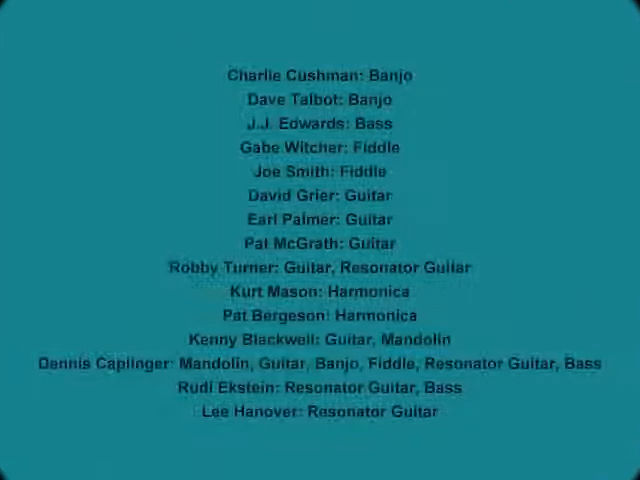 Charlie Cushman: Banjo
Dave Talbot: Banjo
J.J. Edwards: Bass
Gabe Witcher: Fiddle
Joe Smith: Fiddle
David Grier: Guitar
Earl Palmer: Guitar
Pat McGrath: Guitar
Robby Turner: Guitar, Resonator Guitar
Kurt Mason: Harmonica
Pat Bergeson: Harmonica
Kenny Blackwell: Guitar, Mandolin
Dennis Caplinger: Mandolin, Guitar, Banjo, Fiddle, Resonator Guitar, Bass
Rudi Ekstein: Resonator Guitar, Bass
Lee Hanover: Resonator Guitar